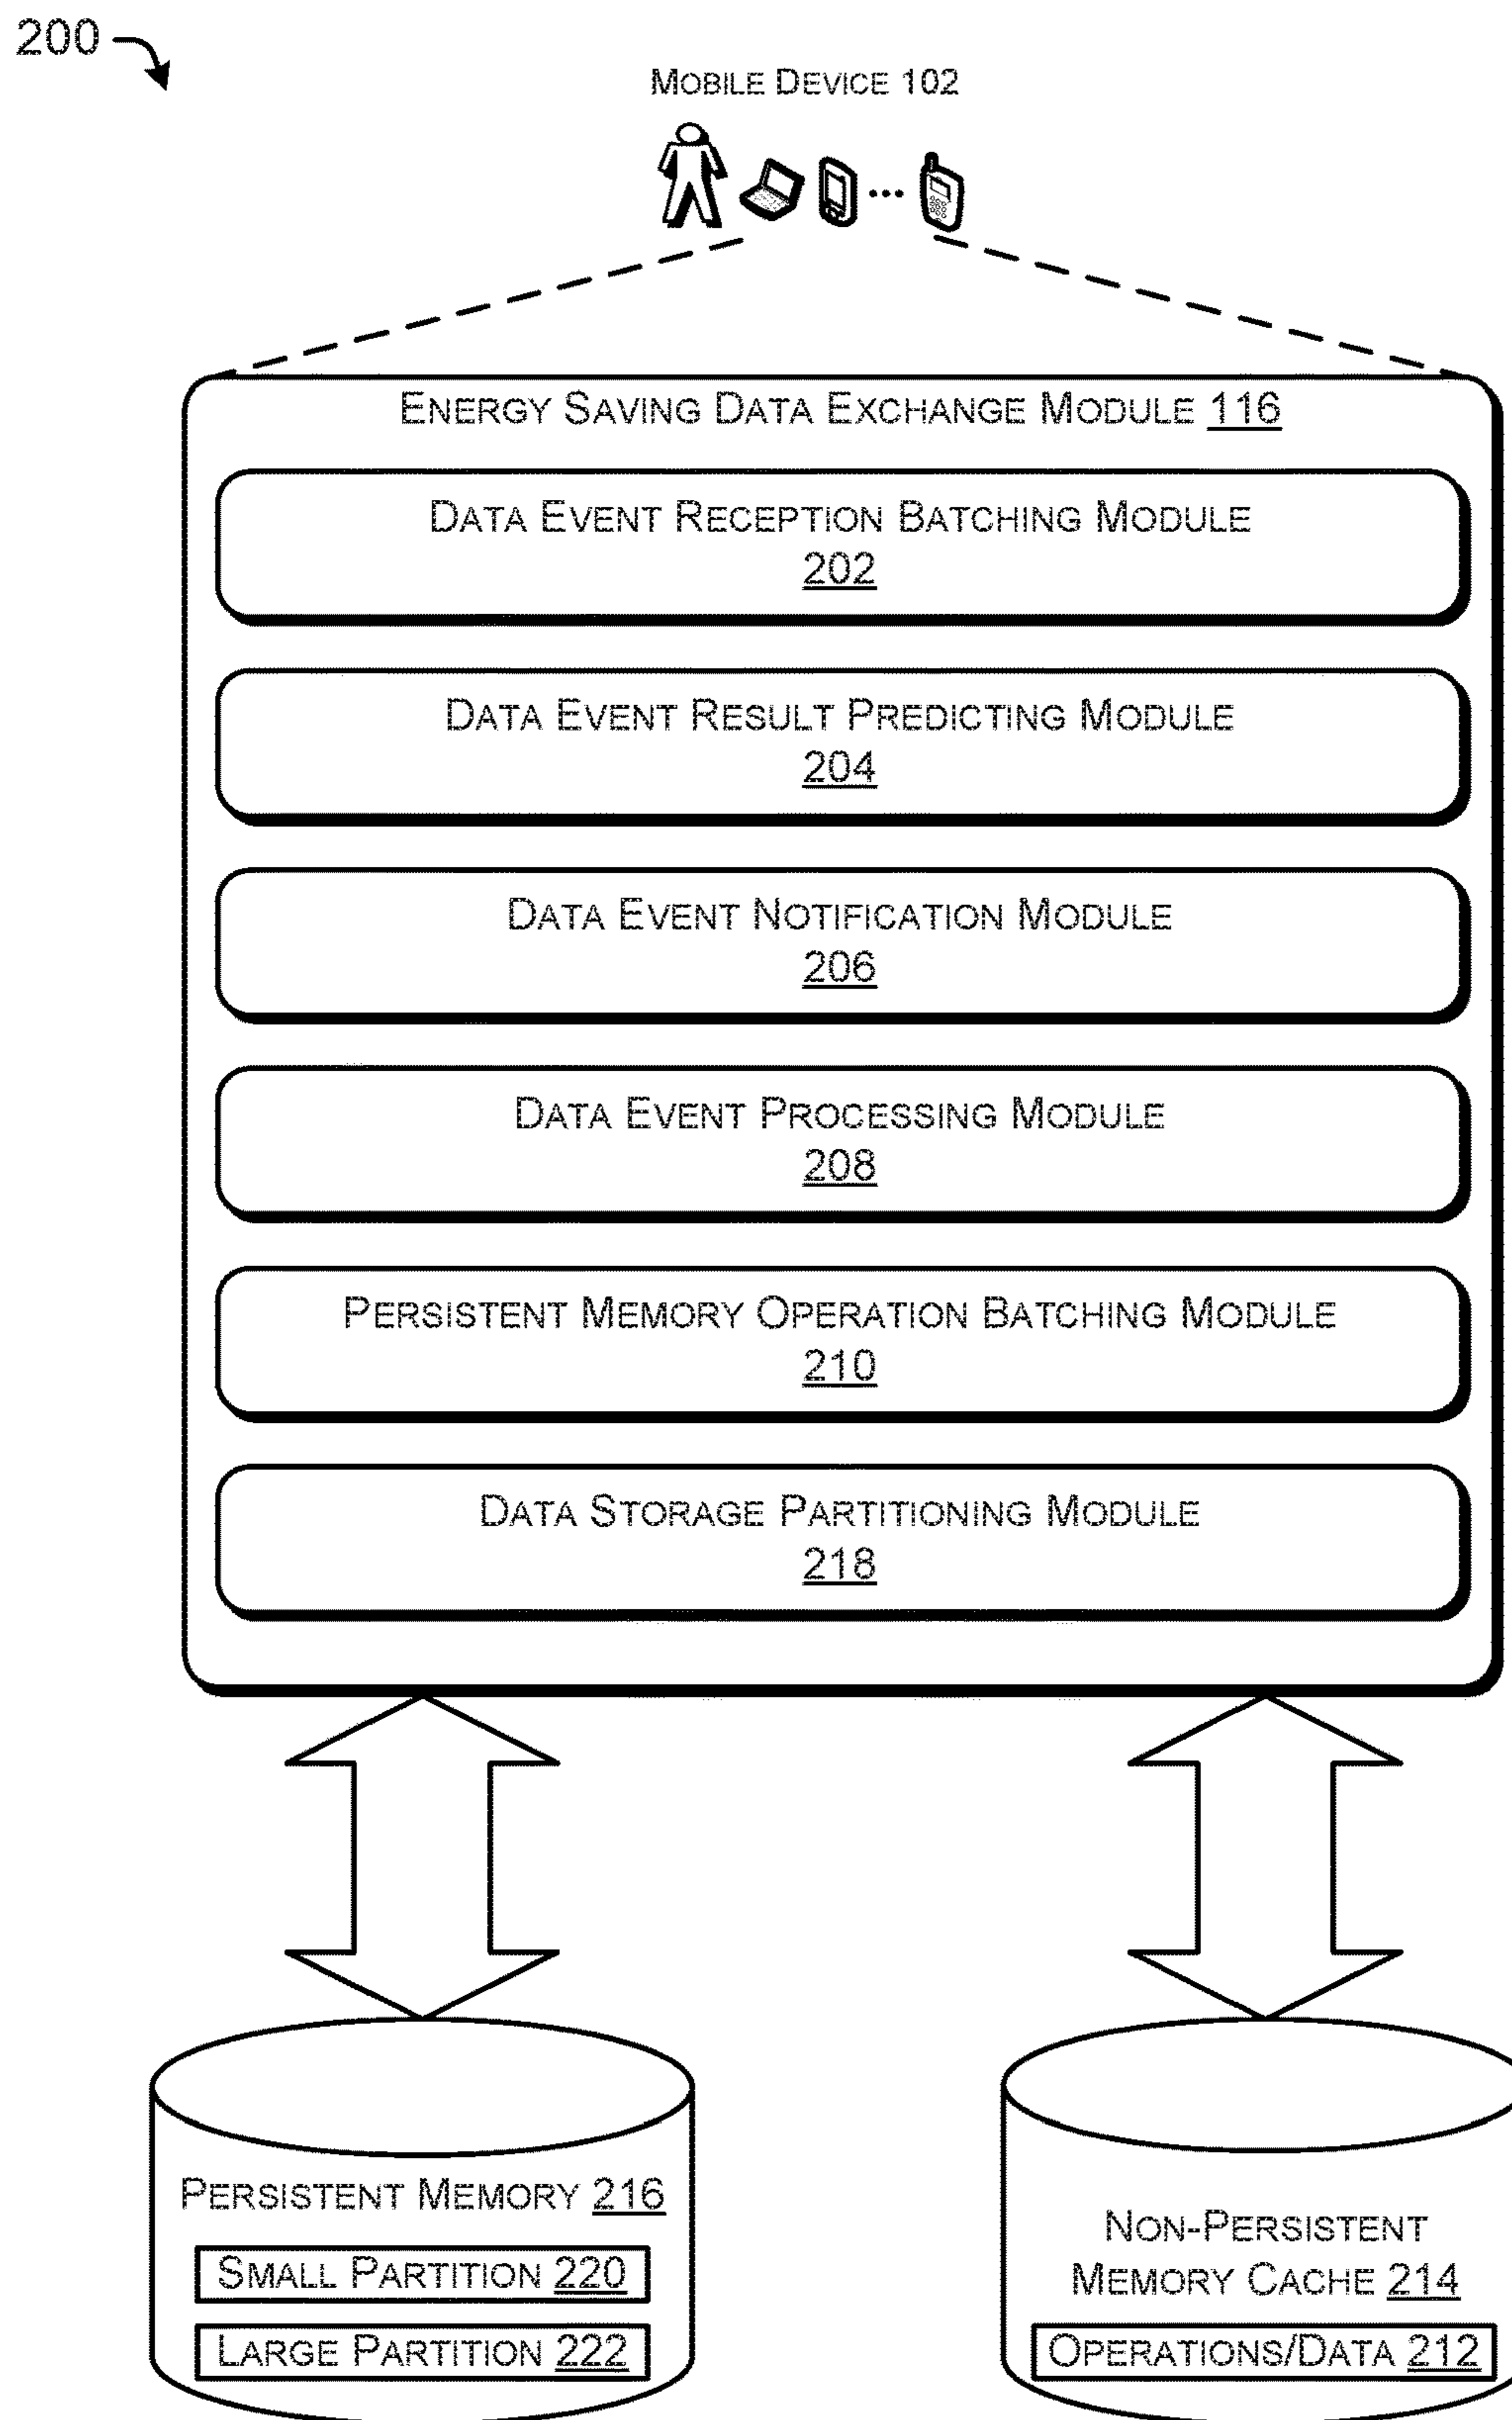 200
MOBILE DEVICE 102
ENERGY SAVING DATA EXCHANGE MODULE 116
DATA EVENT RECEPTION BATCHING MODULE
202
DATA EVENT RESULT PREDICTING MODULE
204
DATA EVENT NOTIFICATION MODULE
206
DATA EVENT PROCESSING MODULE
208
PERSISTENT MEMORY OPERATION BATCHING MODULE
210
DATA STORAGE PARTITIONING MODULE
218
PERSISTENT MEMORY 216
SMALL PARTITION 220
LARGE PARTITION 222
NON-PERSISTENT
MEMORY CACHE 214
OPERATIONS/DATA 212